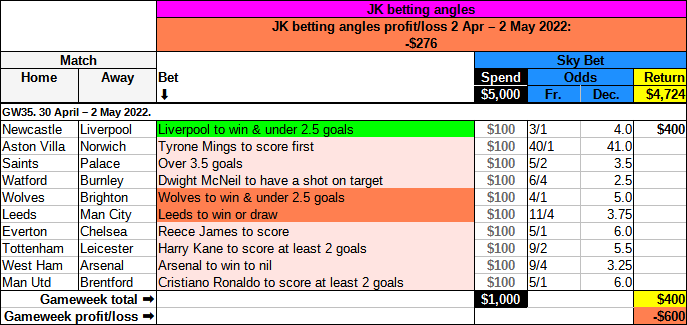 JK betting angles
JK betting angles profit/loss 2 Apr – 2 May 2022:
-$276
Match Sky Bet
Home Away Bet Spend Odds Return
⬇ $5,000 Fr. Dec. $4,724
GW35. 30 April – 2 May 2022.
Newcastle Liverpool Liverpool to win & under 2.5 goals $100 3/1 4.0 $400
Aston Villa Norwich Tyrone Mings to score first $100 40/1 41.0
Saints Palace Over 3.5 goals $100 5/2 3.5
Watford Burnley Dwight McNeil to have a shot on target $100 6/4 2.5
Wolves Brighton Wolves to win & under 2.5 goals $100 4/1 5.0
Leeds Man City Leeds to win or draw $100 11/4 3.75
Everton Chelsea Reece James to score $100 5/1 6.0
Tottenham Leicester Harry Kane to score at least 2 goals $100 9/2 5.5
West Ham Arsenal Arsenal to win to nil $100 9/4 3.25
Man Utd Brentford Cristiano Ronaldo to score at least 2 goals $100 5/1 6.0
Gameweek total ➡ $1,000 $400
Gameweek profit/loss ➡ -$600